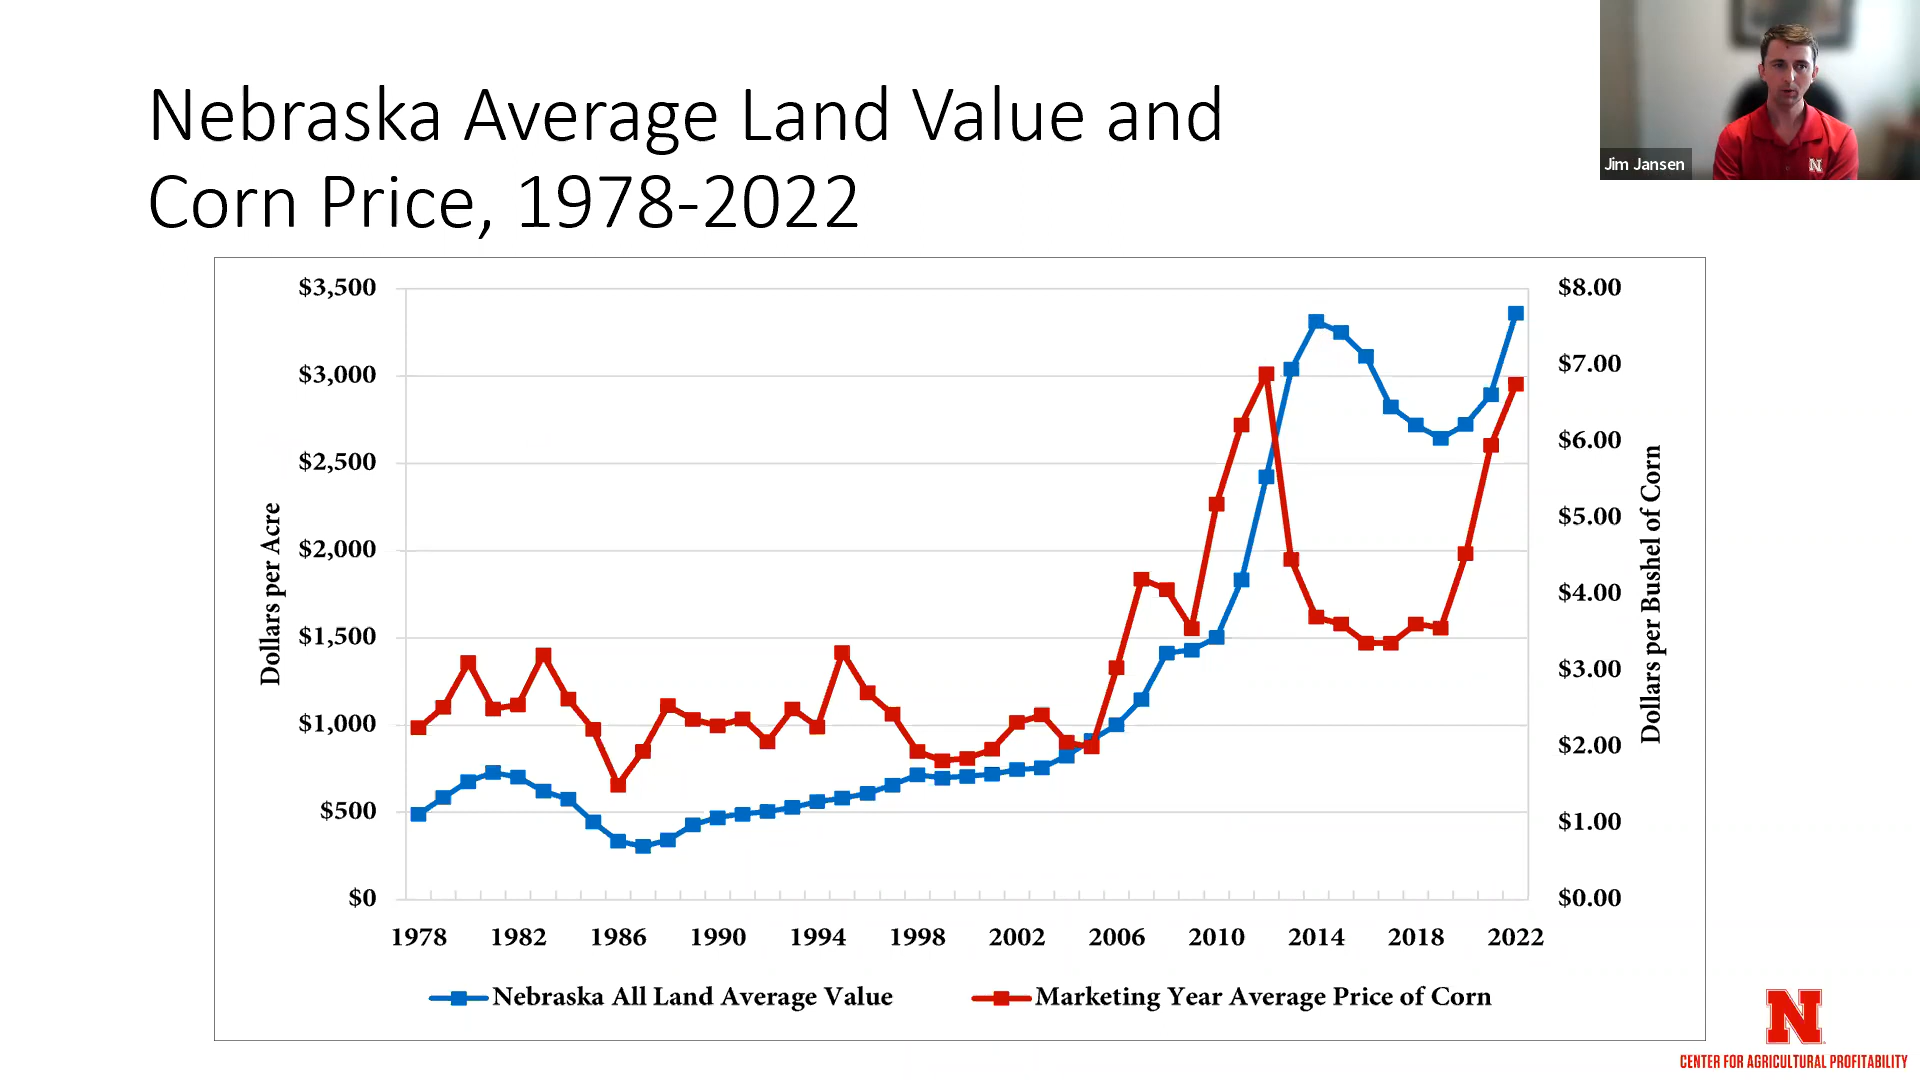 Nebraska Average Land Value and
Corn Price, 1978-2022
Jim Jansen
N
$3,500
$3,000
$2,500
$2,000
$1,500
$1,000
$500
$0
Dollars per Acre
$8.00
$7.00
$6.00
$5.00
$4.00
$3.00
$2.00
$1.00
$0.00
Dollars per Bushel of Corn
1978 1982 1986 1990 1994 1998 2002 2006 2010 2014 2018 2022
Nebraska All Land Average Value Marketing Year Average Price of Corn
N
CENTER FOR AGRICULTURAL PROFITABILITY